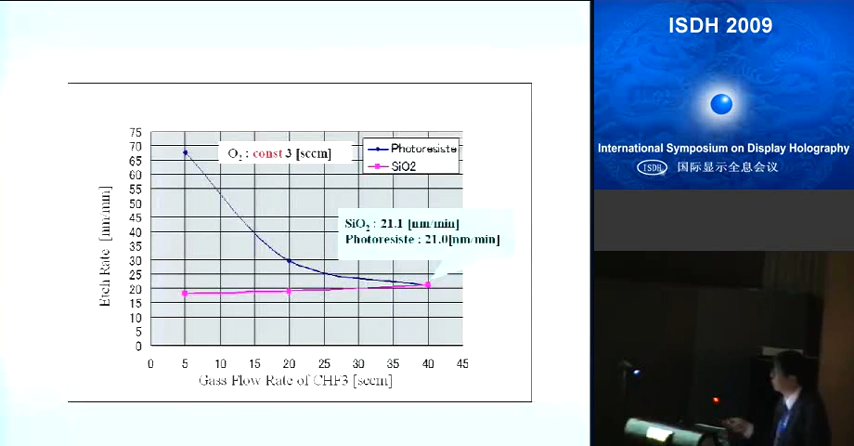 ISDH 2009
International Symposium on Display Holography
ISDH 国际显示全息会议
O₂ : const 3 [sccm]
Photoresiste
SiO2
SiO₂ : 21.1 [nm/min]
Photoresiste : 21.0[nm/min]
Etch Rate [nm/mm]
75
70
65
60
55
50
45
40
35
30
25
20
15
10
5
0
0 5 10 15 20 25 30 35 40 45
Gass Flow Rate of CHF3 [sccm]